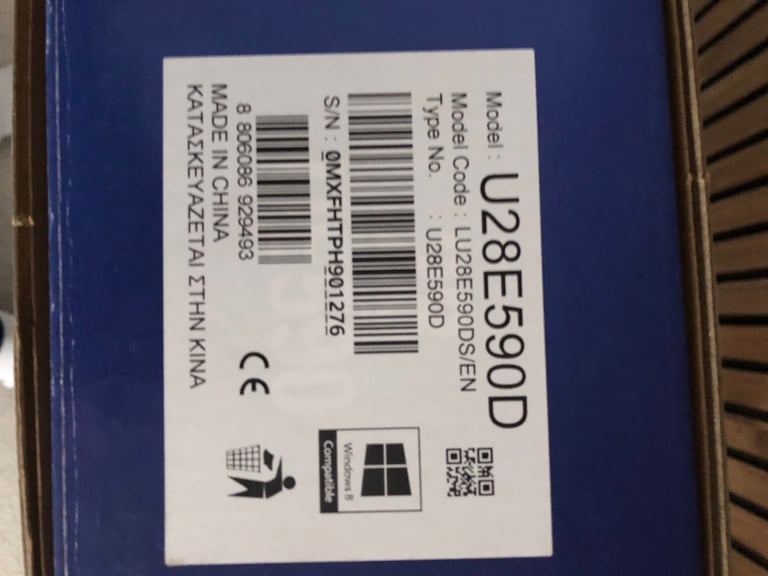 Model : U28E590D
Model Code : LU28E590DS/EN
Type No. : U28E590D
S/N : 0MXFHTPH901276
8 806086 929493
MADE IN CHINA
ΚΑΤΑΣΚΕΥΑΖΕΤΑΙ ΣΤΗΝ ΚΙΝΑ
CE
Windows 8
Compatible